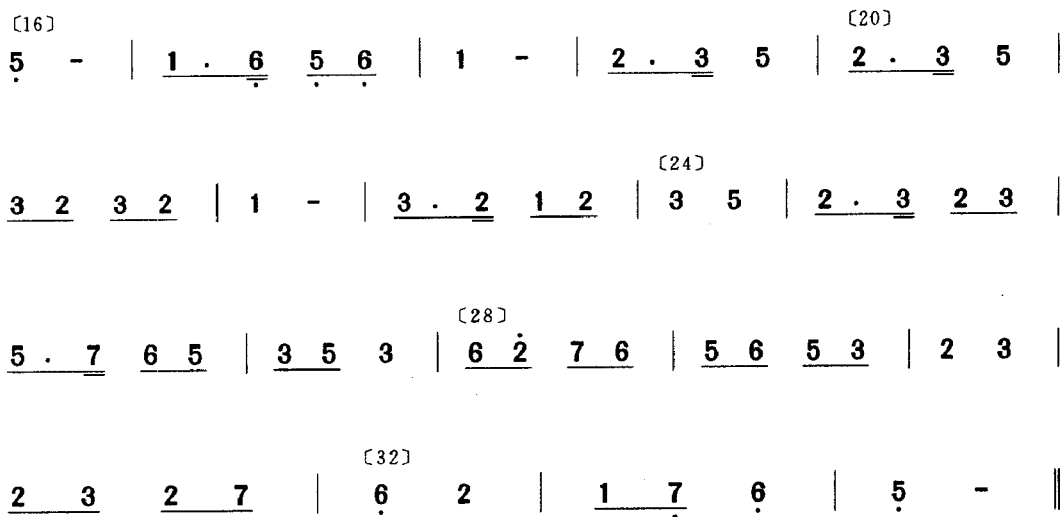 〔16〕 〔20〕
5̣ - | 1 . 6̣ 5̣ 6̣ | 1 - | 2 . 3 5 | 2 . 3 5 |
〔24〕
3 2 3 2 | 1 - | 3 . 2 1 2 | 3 5 | 2 . 3 2 3 |
〔28〕
5 . 7 6 5 | 3 5 3 | 6 2̇ 7 6 | 5 6 5 3 | 2 3 |
〔32〕
2 3 2 7 | 6̣ 2 | 1 7̣ 6̣ | 5̣ - ‖